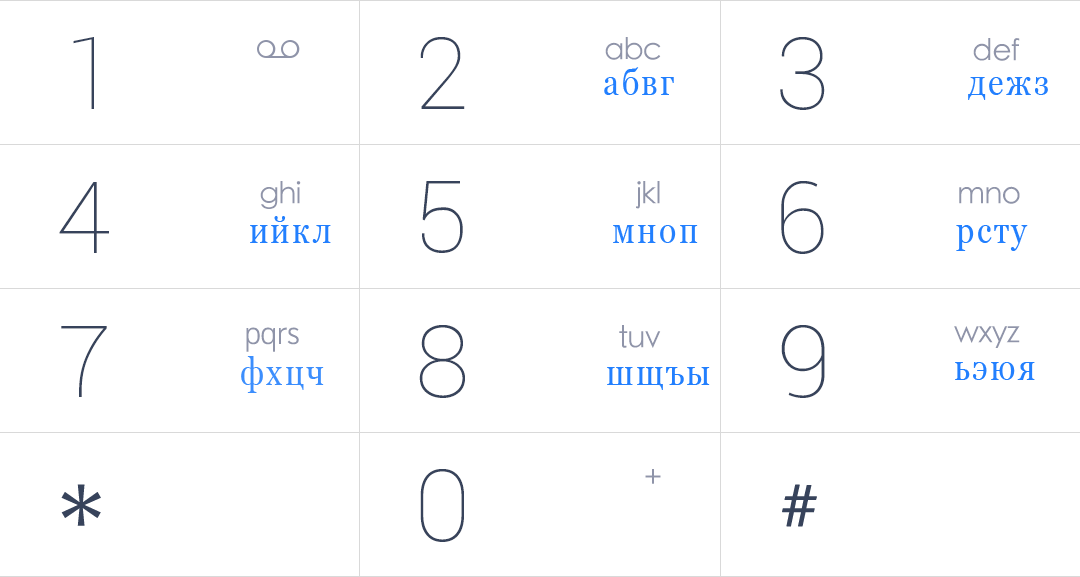 1
2 abc
абвг
3 def
дежз
4 ghi
ийкл
5 jkl
мноп
6 mno
рсту
7 pqrs
фхцч
8 tuv
шщъы
9 wxyz
ьэюя
*
0 +
#